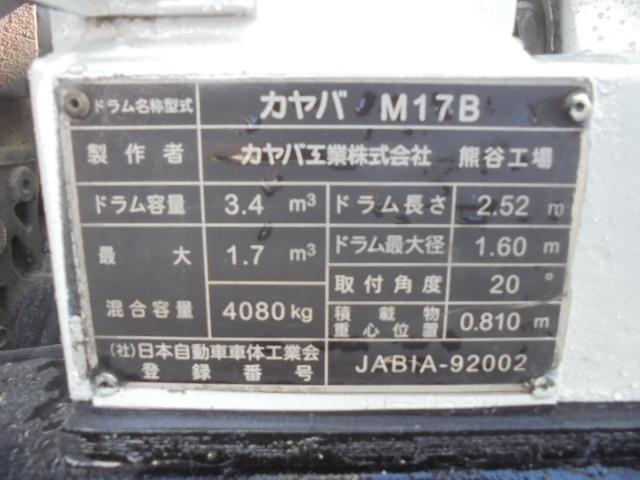 ドラム名称型式 カヤバ M17B
製作者 カヤバ工業株式会社 熊谷工場
ドラム容量 3.4 m³ ドラム長さ 2.52 m
最大 1.7 m³ ドラム最大径 1.60 m
取付角度 20°
混合容量 4080kg 積載物重心位置 0.810 m
(社)日本自動車車体工業会
登録番号 JABIA-92002